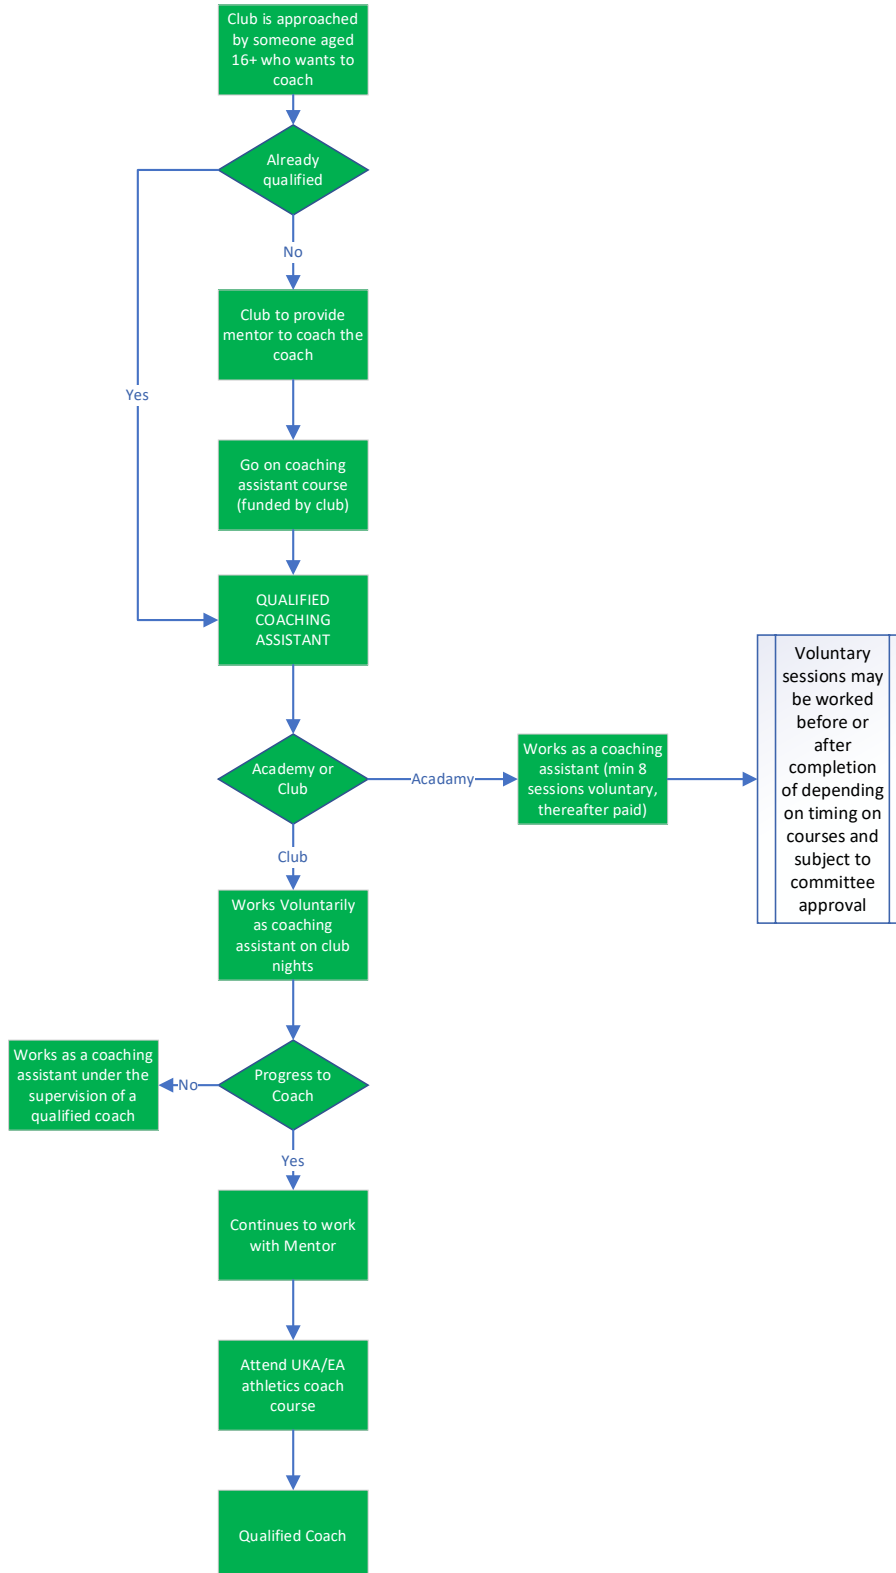 Club is approached
by someone aged
16+ who wants to
coach
Already
qualified
No
Club to provide
mentor to coach the
coach
Yes
Go on coaching
assistant course
(funded by club)
QUALIFIED
COACHING
ASSISTANT
Academy or
Club
Acadamy
Works as a coaching
assistant (min 8
sessions voluntary,
thereafter paid)
Voluntary
sessions may
be worked
before or
after
completion
of depending
on timing on
courses and
subject to
committee
approval
Club
Works Voluntarily
as coaching
assistant on club
nights
Progress to
Coach
No
Works as a coaching
assistant under the
supervision of a
qualified coach
Yes
Continues to work
with Mentor
Attend UKA/EA
athletics coach
course
Qualified Coach